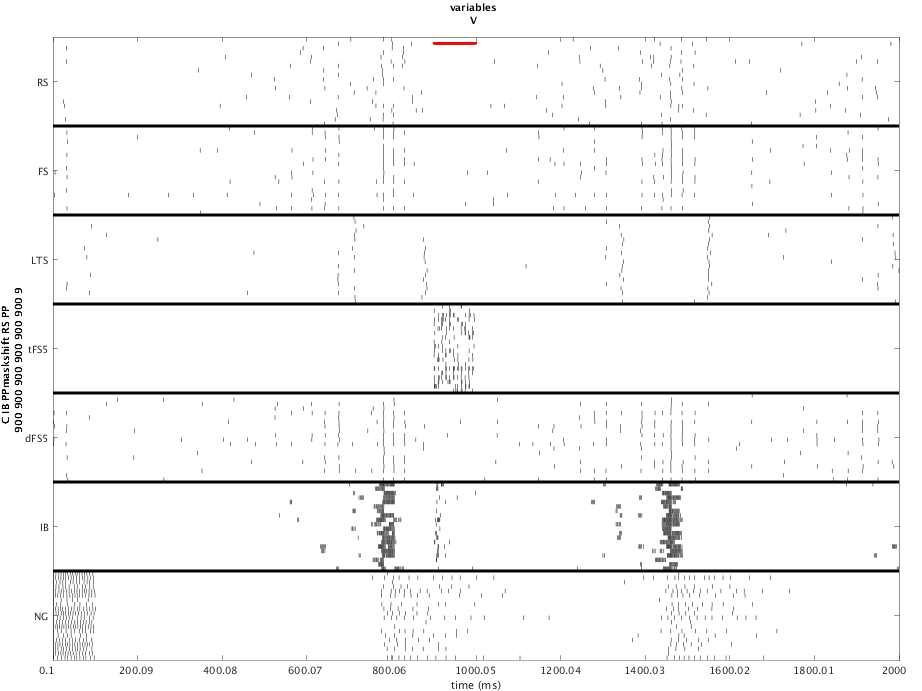 variables
V
RS
FS
LTS
tFS5
dFS5
IB
NG
C IB PPmaskshift RS PP
900 900 900 900 900 900 900 9
0.1 200.09 400.08 600.07 800.06 1000.05 1200.04 1400.03 1600.02 1800.01 2000
time (ms)